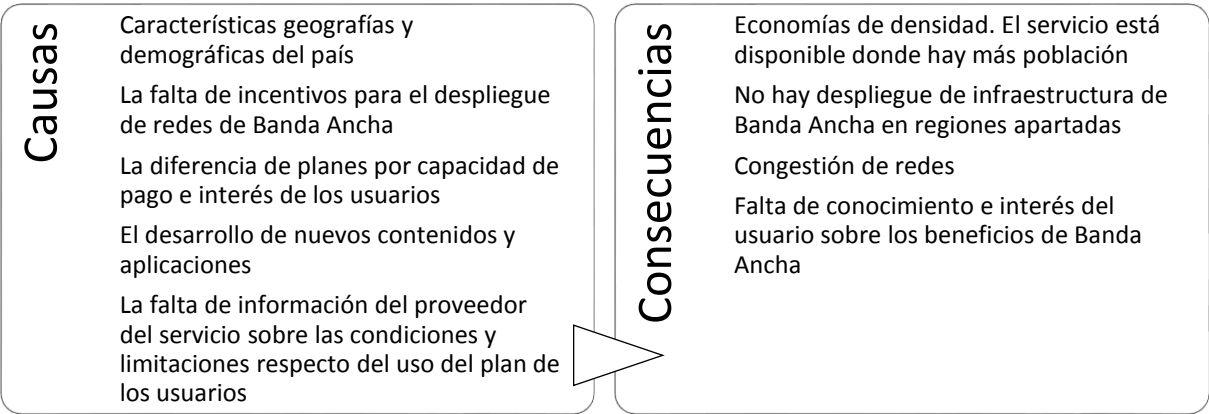 Causas
Características geografías y
demográficas del país
La falta de incentivos para el despliegue
de redes de Banda Ancha
La diferencia de planes por capacidad de
pago e interés de los usuarios
El desarrollo de nuevos contenidos y
aplicaciones
La falta de información del proveedor
del servicio sobre las condiciones y
limitaciones respecto del uso del plan de
los usuarios
Consecuencias
Economías de densidad. El servicio está
disponible donde hay más población
No hay despliegue de infraestructura de
Banda Ancha en regiones apartadas
Congestión de redes
Falta de conocimiento e interés del
usuario sobre los beneficios de Banda
Ancha